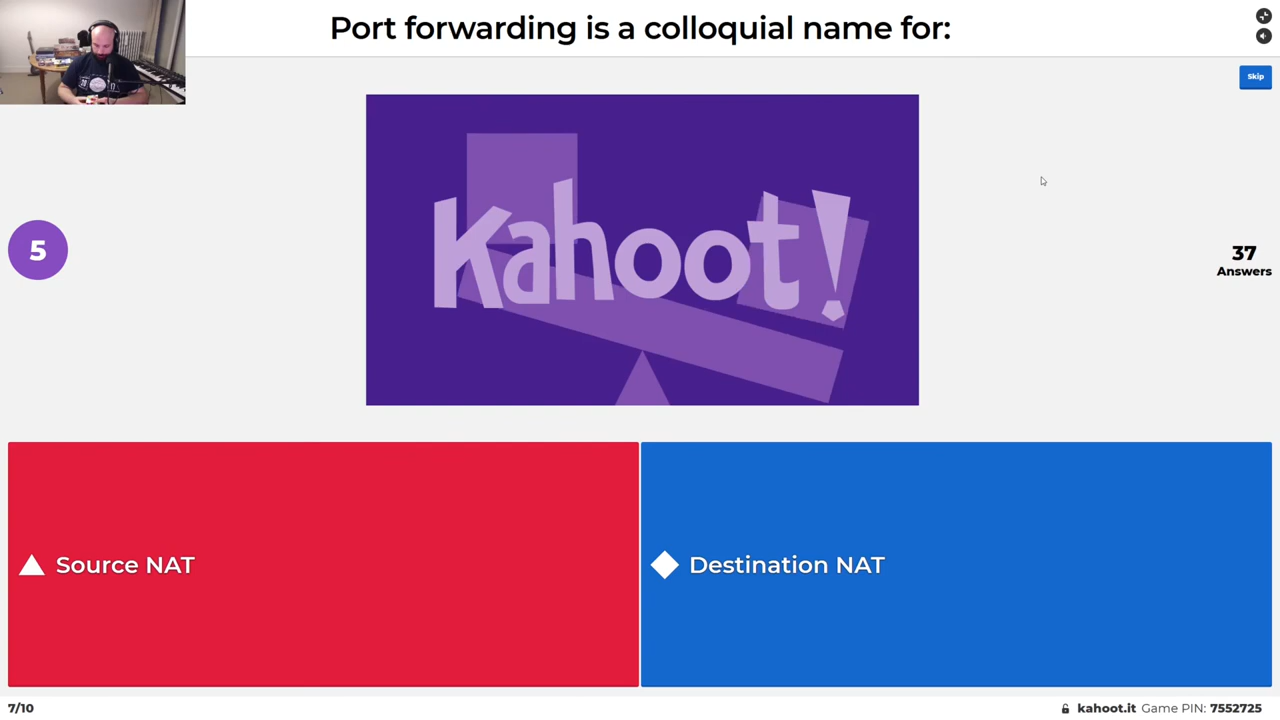 Port forwarding is a colloquial name for:
Skip
Kahoot!
5
37
Answers
Source NAT
Destination NAT
7/10
kahoot.it Game PIN: 7552725